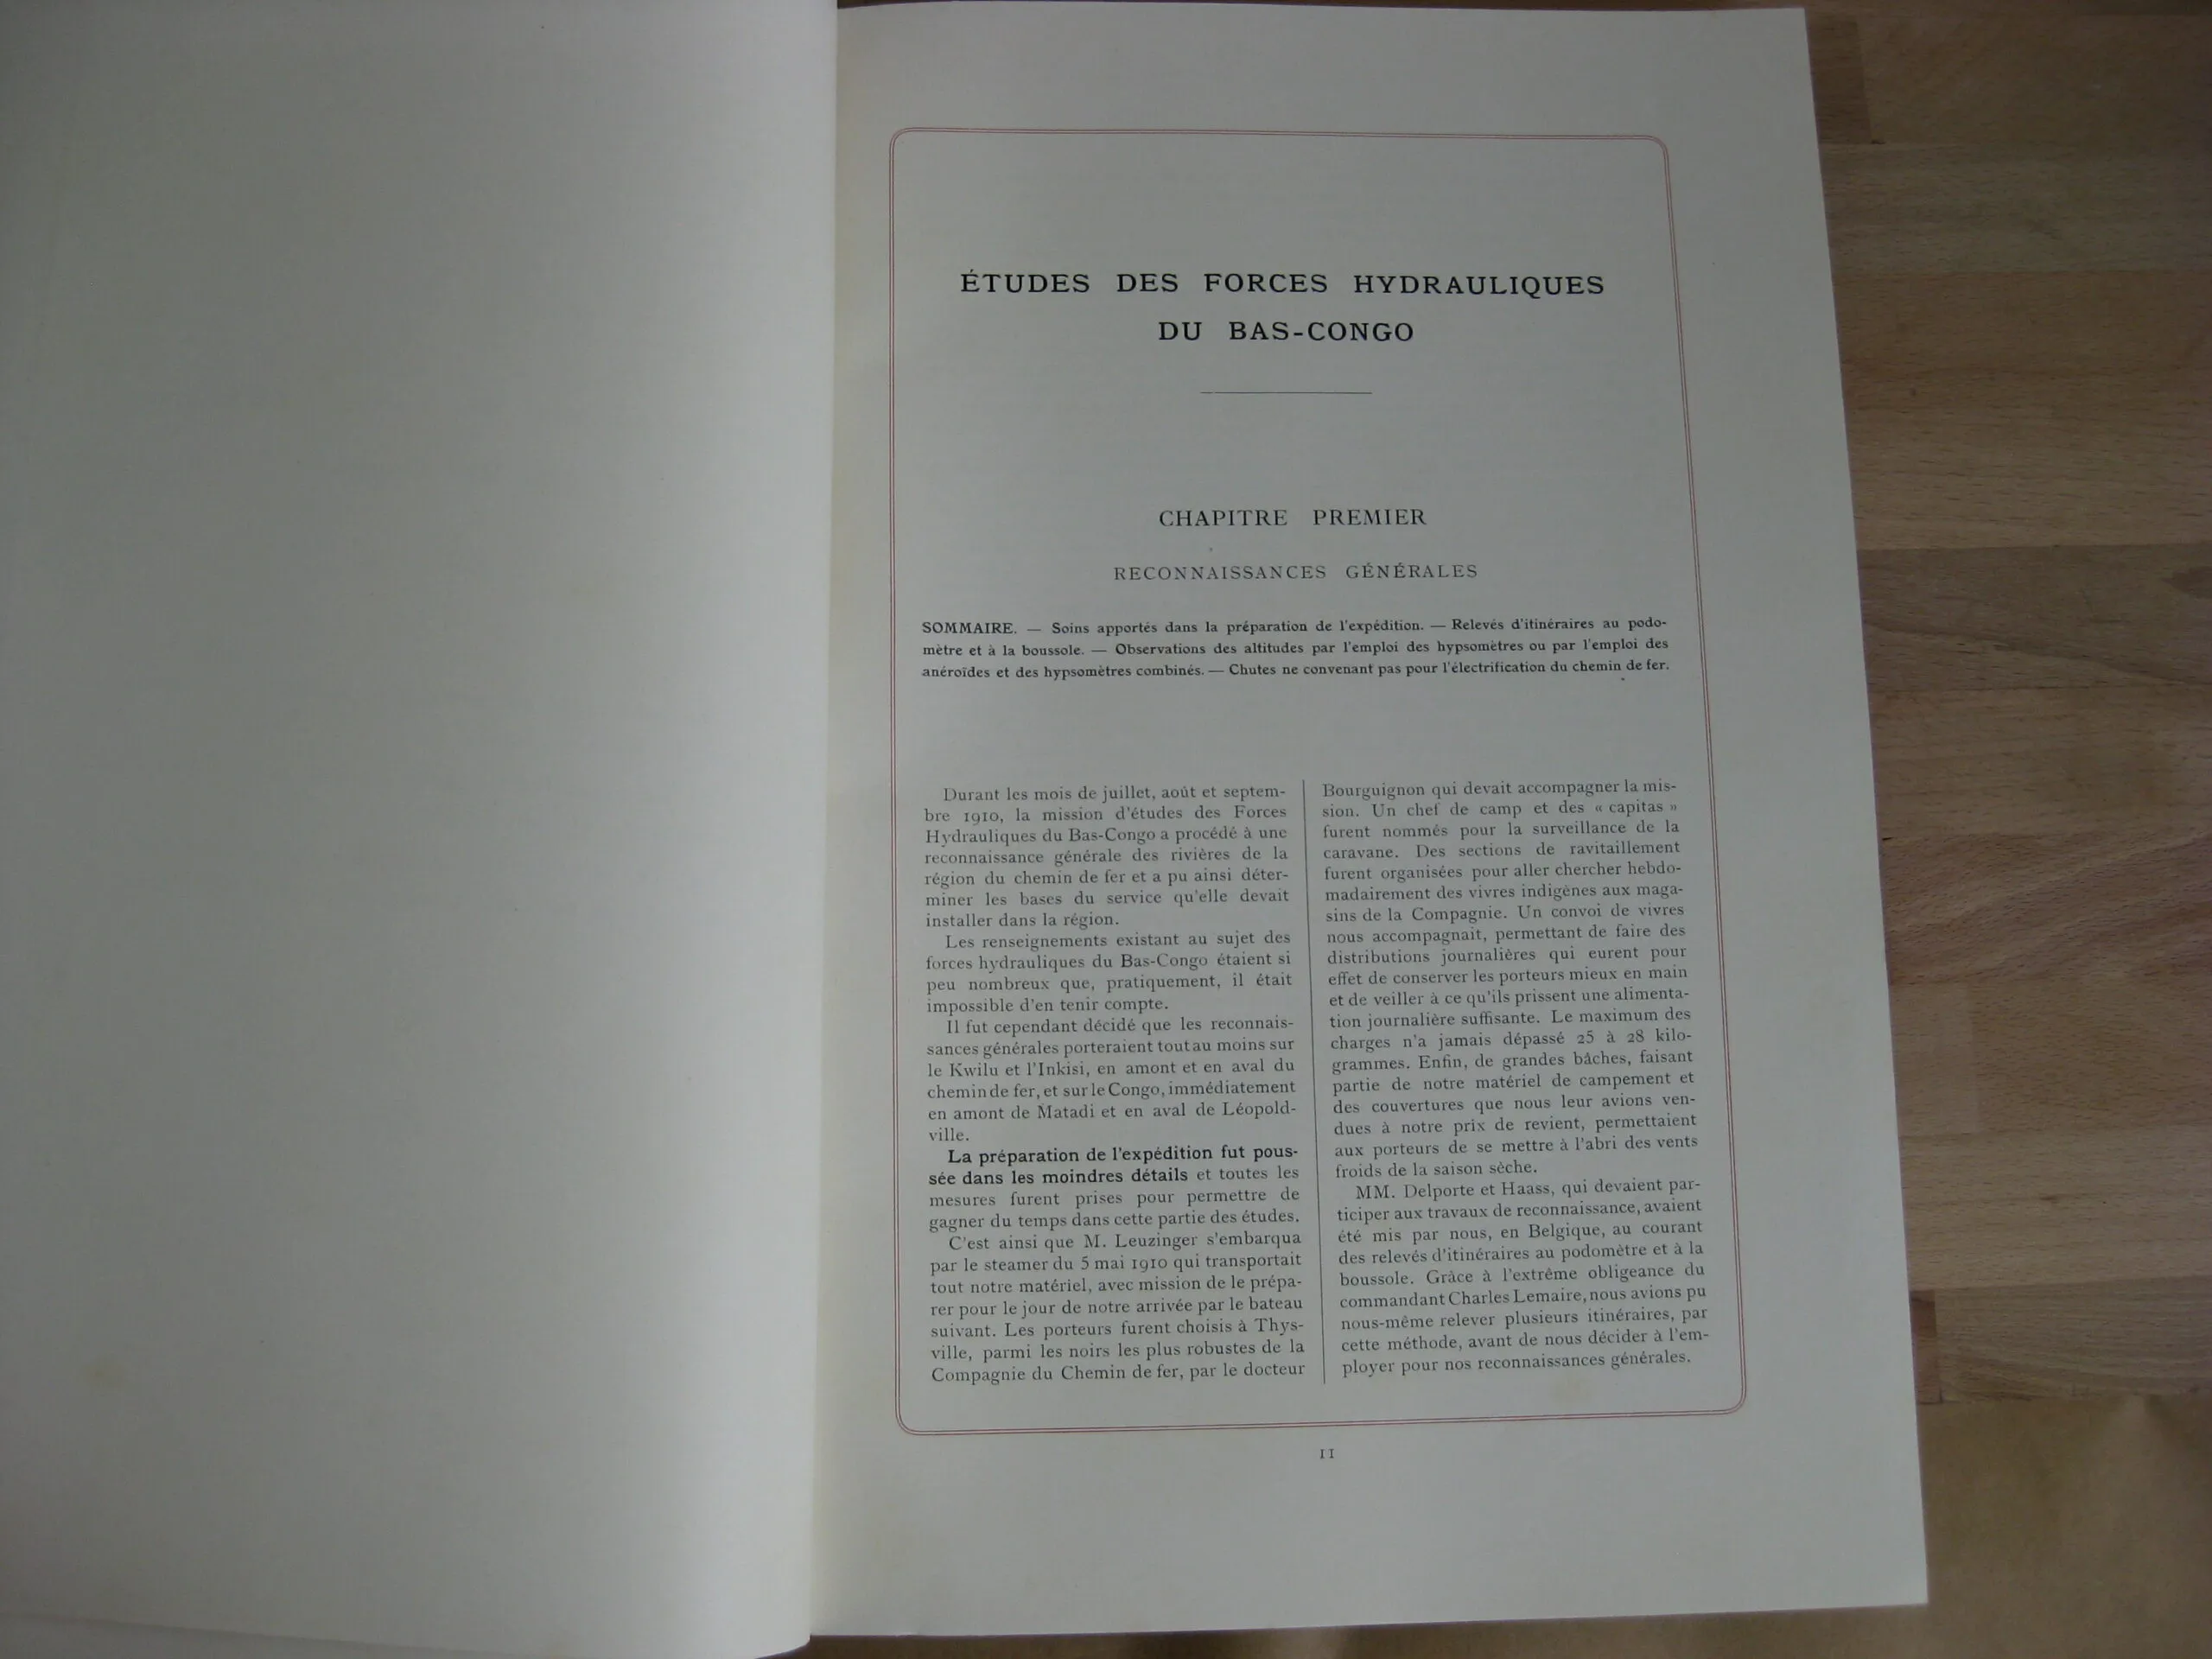 ÉTUDES DES FORCES HYDRAULIQUES
DU BAS-CONGO
CHAPITRE PREMIER
RECONNAISSANCES GÉNÉRALES
SOMMAIRE. — Soins apportés dans la préparation de l'expédition. — Relevés d'itinéraires au podo-
mètre et à la boussole. — Observations des altitudes par l'emploi des hypsomètres ou par l'emploi des
anéroïdes et des hypsomètres combinés. — Chutes ne convenant pas pour l'électrification du chemin de fer.
Durant les mois de juillet, août et septem-
bre 1910, la mission d'études des Forces
Hydrauliques du Bas-Congo a procédé à une
reconnaissance générale des rivières de la
région du chemin de fer et a pu ainsi déter-
miner les bases du service qu'elle devait
installer dans la région.
Les renseignements existant au sujet des
forces hydrauliques du Bas-Congo étaient si
peu nombreux que, pratiquement, il était
impossible d'en tenir compte.
Il fut cependant décidé que les reconnais-
sances générales porteraient tout au moins sur
le Kwilu et l'Inkisi, en amont et en aval du
chemin de fer, et sur le Congo, immédiatement
en amont de Matadi et en aval de Léopold-
ville.
La préparation de l'expédition fut pous-
sée dans les moindres détails et toutes les
mesures furent prises pour permettre de
gagner du temps dans cette partie des études.
C'est ainsi que M. Leuzinger s'embarqua
par le steamer du 5 mai 1910 qui transportait
tout notre matériel, avec mission de le prépa-
rer pour le jour de notre arrivée par le bateau
suivant. Les porteurs furent choisis à Thys-
ville, parmi les noirs les plus robustes de la
Compagnie du Chemin de fer, par le docteur
Bourguignon qui devait accompagner la mis-
sion. Un chef de camp et des « capitas »
furent nommés pour la surveillance de la
caravane. Des sections de ravitaillement
furent organisées pour aller chercher hebdo-
madairement des vivres indigènes aux maga-
sins de la Compagnie. Un convoi de vivres
nous accompagnait, permettant de faire des
distributions journalières qui eurent pour
effet de conserver les porteurs mieux en main
et de veiller à ce qu'ils prissent une alimenta-
tion journalière suffisante. Le maximum des
charges n'a jamais dépassé 25 à 28 kilo-
grammes. Enfin, de grandes bâches, faisant
partie de notre matériel de campement et
des couvertures que nous leur avions ven-
dues à notre prix de revient, permettaient
aux porteurs de se mettre à l'abri des vents
froids de la saison sèche.
MM. Delporte et Haass, qui devaient par-
ticiper aux travaux de reconnaissance, avaient
été mis par nous, en Belgique, au courant
des relevés d'itinéraires au podomètre et à la
boussole. Grâce à l'extrême obligeance du
commandant Charles Lemaire, nous avions pu
nous-même relever plusieurs itinéraires, par
cette méthode, avant de nous décider à l'em-
ployer pour nos reconnaissances générales.
11